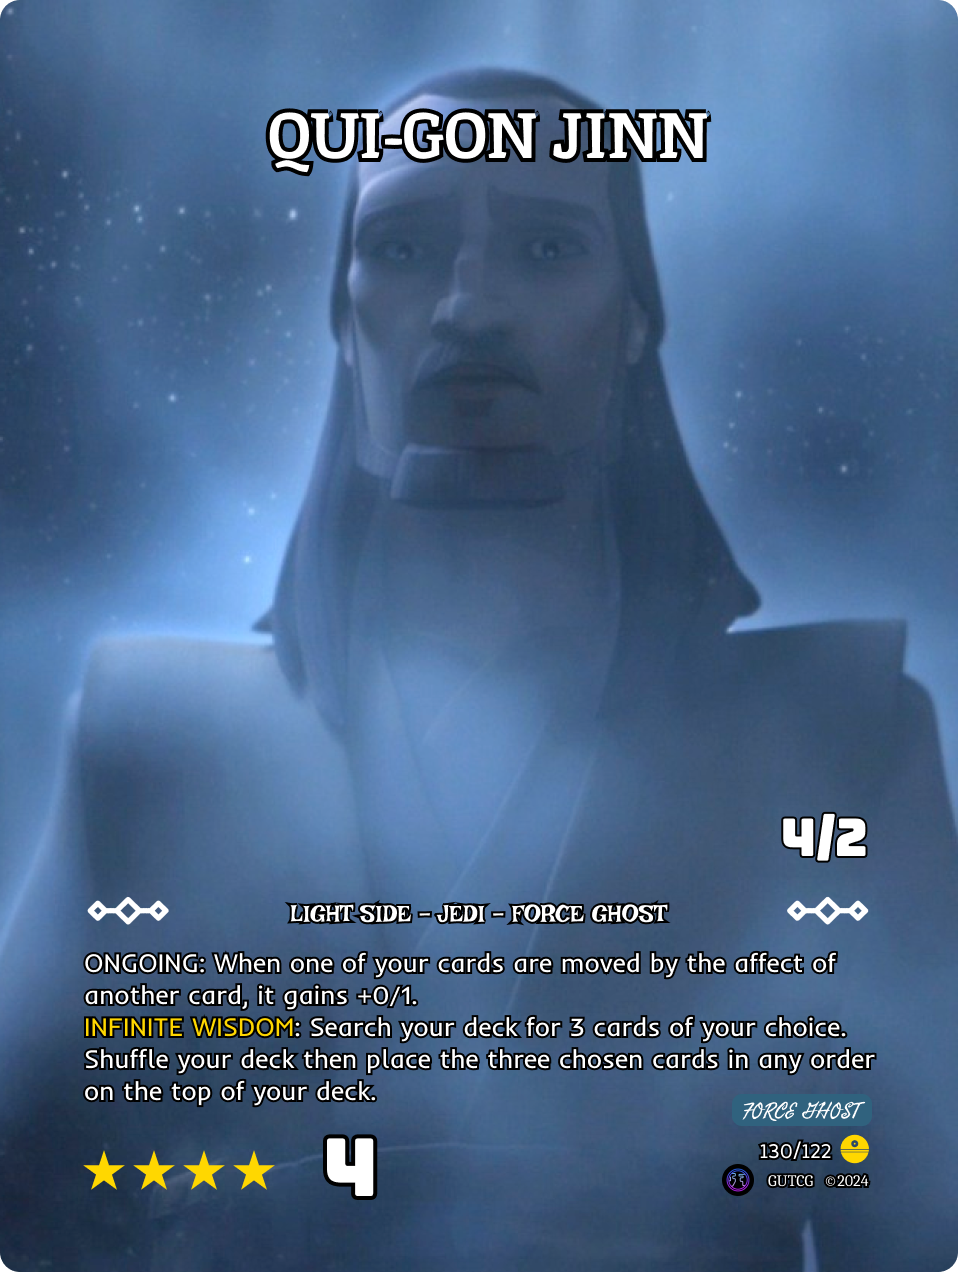 QUI-GON JINN
4/2
LIGHT SIDE - JEDI - FORCE GHOST
ONGOING: When one of your cards are moved by the affect of
another card, it gains +0/1.
INFINITE WISDOM: Search your deck for 3 cards of your choice.
Shuffle your deck then place the three chosen cards in any order
on the top of your deck.
FORCE GHOST
4
130/122
GUTCG ©2024